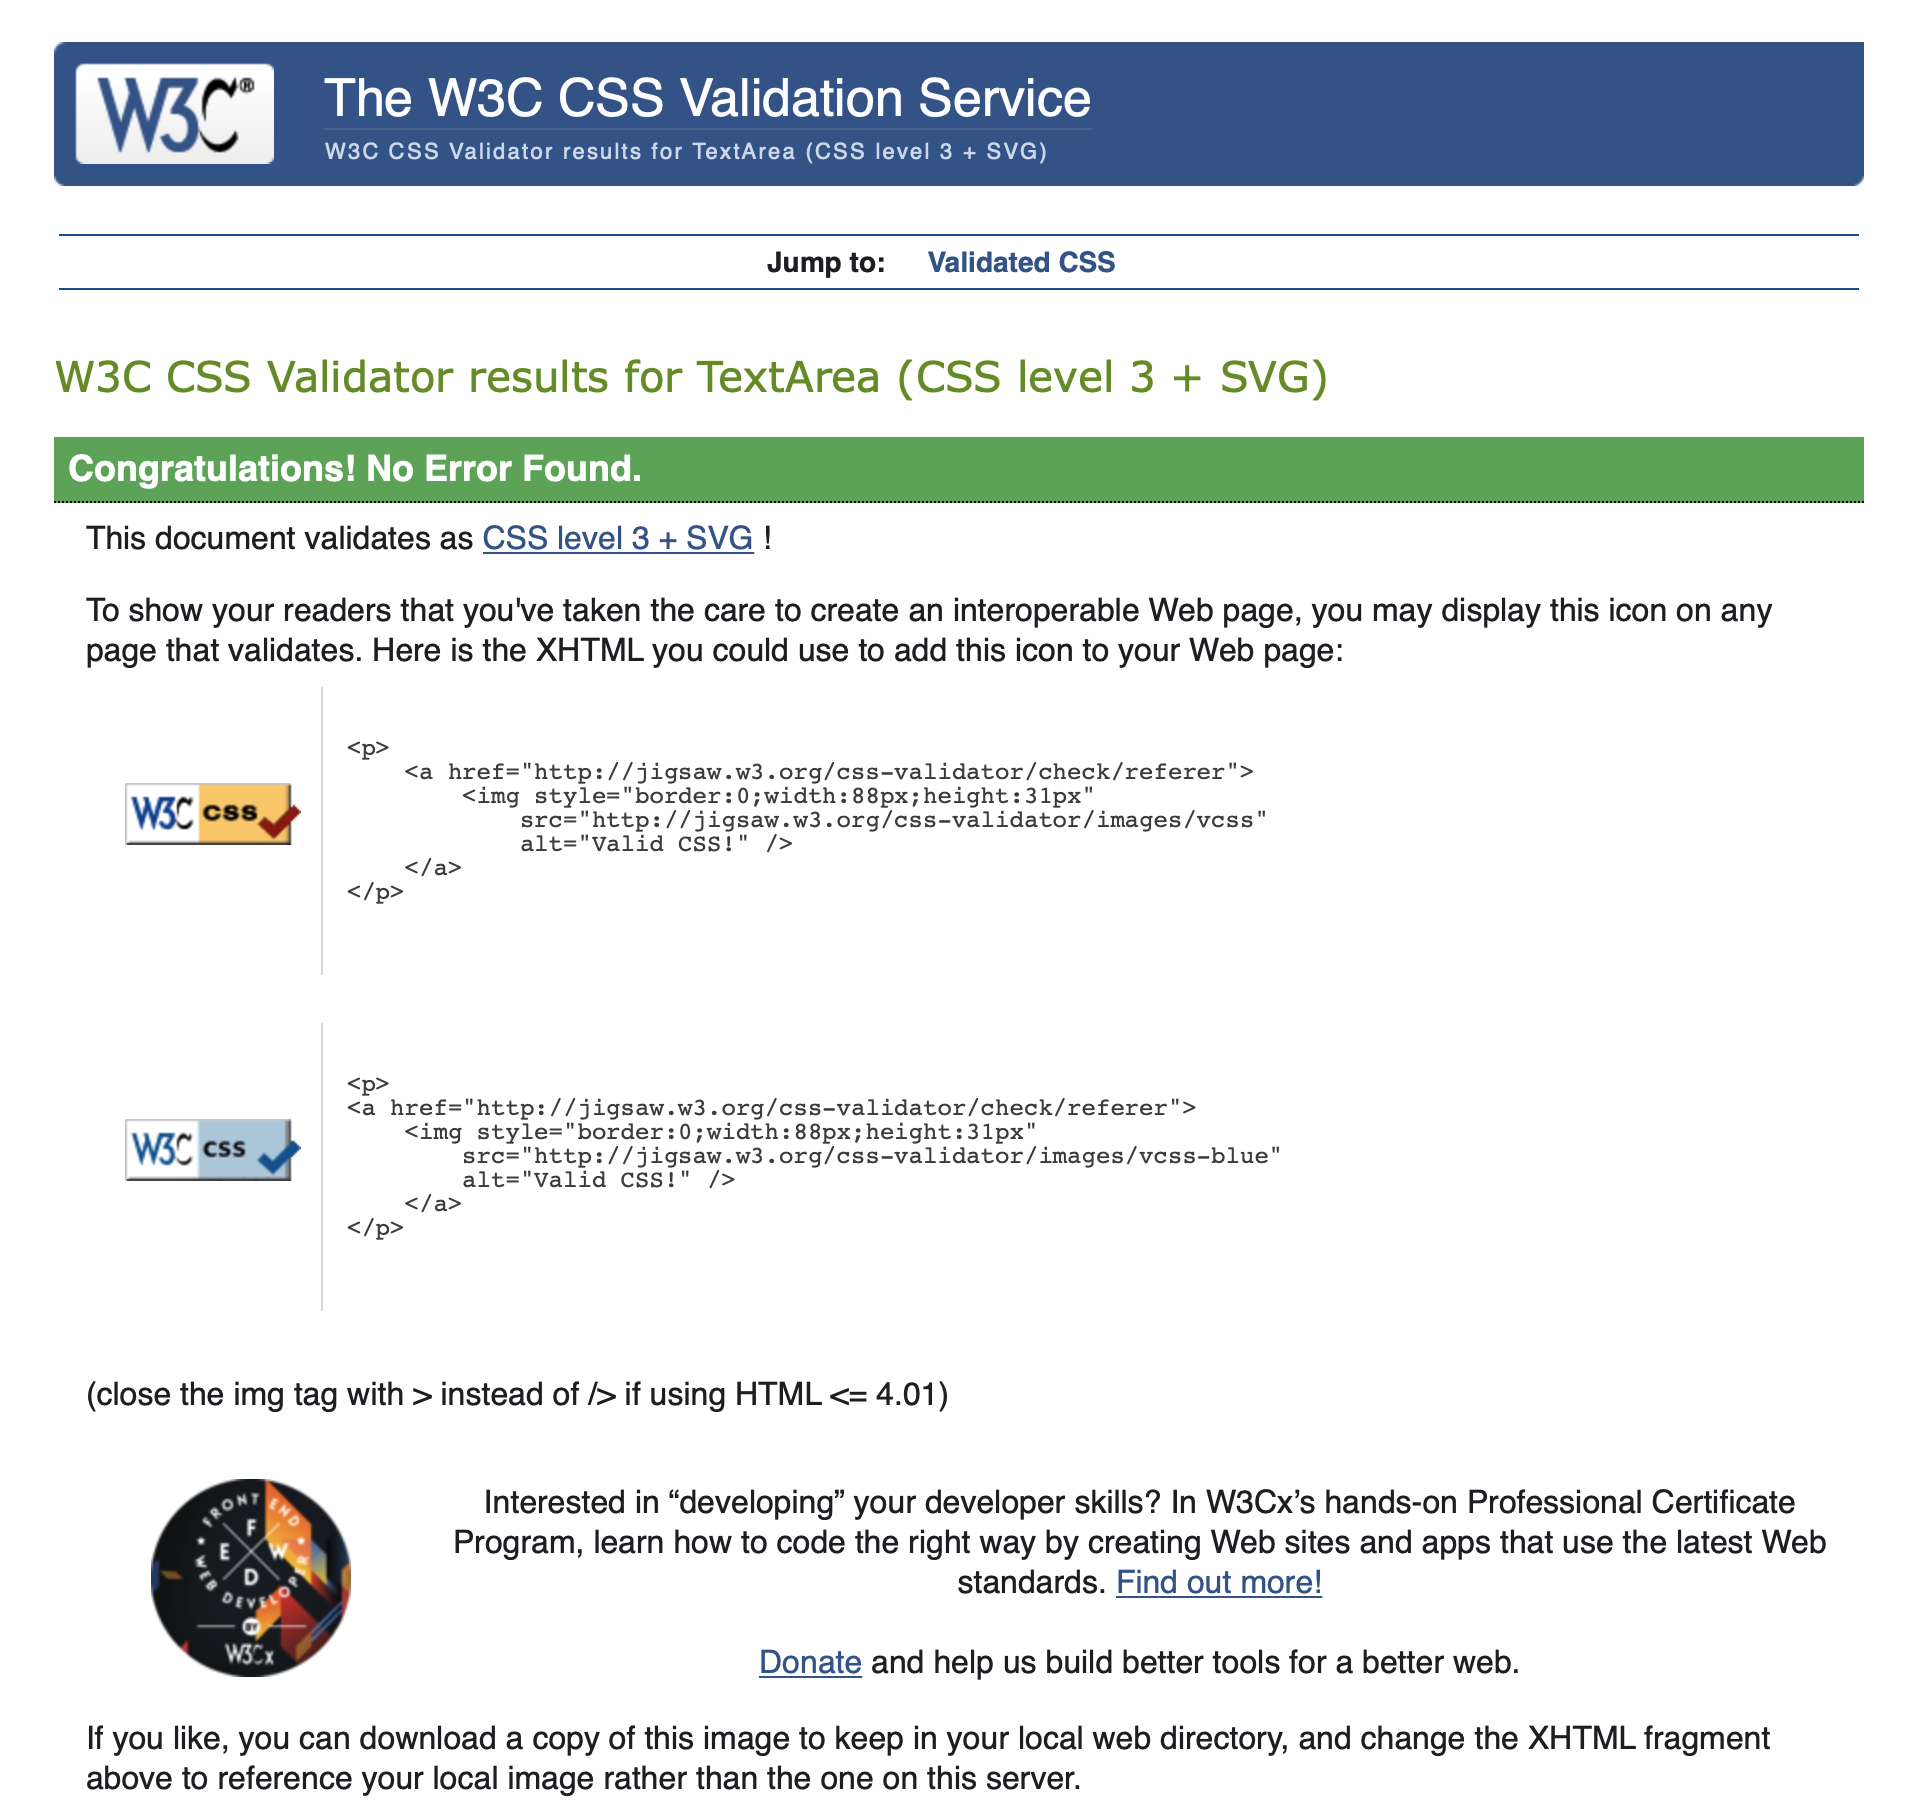 W3C®
The W3C CSS Validation Service
W3C CSS Validator results for TextArea (CSS level 3 + SVG)
Jump to: Validated CSS
W3C CSS Validator results for TextArea (CSS level 3 + SVG)
Congratulations! No Error Found.
This document validates as CSS level 3 + SVG !
To show your readers that you've taken the care to create an interoperable Web page, you may display this icon on any
page that validates. Here is the XHTML you could use to add this icon to your Web page:
W3C css
<p>
    <a href="http://jigsaw.w3.org/css-validator/check/referer">
        <img style="border:0;width:88px;height:31px"
            src="http://jigsaw.w3.org/css-validator/images/vcss"
            alt="Valid CSS!" />
    </a>
</p>
W3C css
<p>
<a href="http://jigsaw.w3.org/css-validator/check/referer">
    <img style="border:0;width:88px;height:31px"
        src="http://jigsaw.w3.org/css-validator/images/vcss-blue"
        alt="Valid CSS!" />
    </a>
</p>
(close the img tag with > instead of /> if using HTML <= 4.01)
FRONT END
F
E W
D
WEB DEVELOPER
BY
W3Cx
Interested in “developing” your developer skills? In W3Cx’s hands-on Professional Certificate
Program, learn how to code the right way by creating Web sites and apps that use the latest Web
standards. Find out more!
Donate and help us build better tools for a better web.
If you like, you can download a copy of this image to keep in your local web directory, and change the XHTML fragment
above to reference your local image rather than the one on this server.